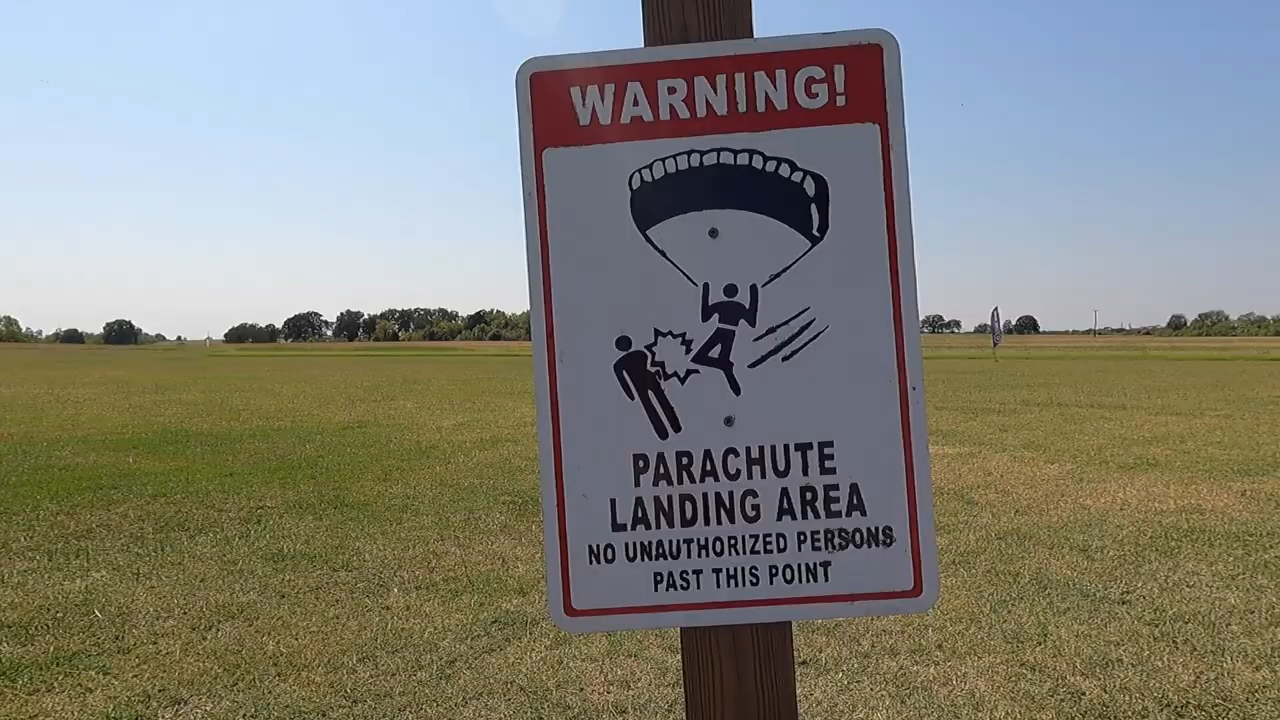 WARNING!
PARACHUTE
LANDING AREA
NO UNAUTHORIZED PERSONS
PAST THIS POINT